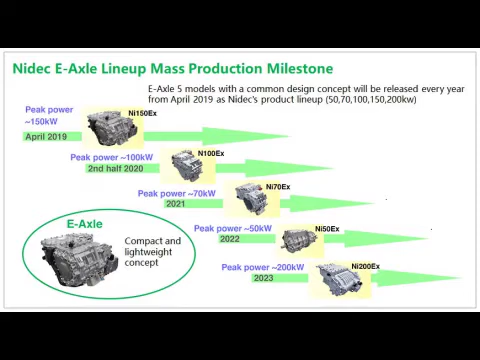 Nidec E-Axle Lineup Mass Production Milestone
E-Axle 5 models with a common design concept will be released every year
from April 2019 as Nidec's product lineup (50,70,100,150,200kw)
Peak power
~150kW
Ni150Ex
April 2019
Peak power ~100kW
N100Ex
2nd half 2020
Peak power ~70kW
Ni70Ex
2021
Peak power ~50kW
Ni50Ex
2022
Peak power ~200kW
Ni200Ex
2023
E-Axle
Compact and
lightweight
concept